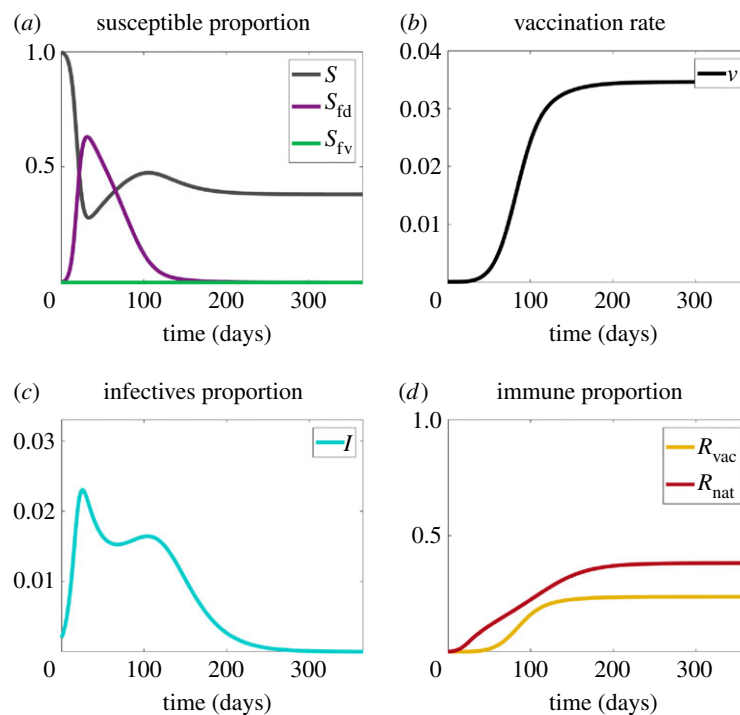 (a) susceptible proportion
1.0
0.5
0 100 200 300
time (days)
S
S_fd
S_fv
(b) vaccination rate
0.04
0.03
0.02
0.01
0 100 200 300
time (days)
v
(c) infectives proportion
0.03
0.02
0.01
0 100 200 300
time (days)
I
(d) immune proportion
1.0
0.5
0 100 200 300
time (days)
R_vac
R_nat